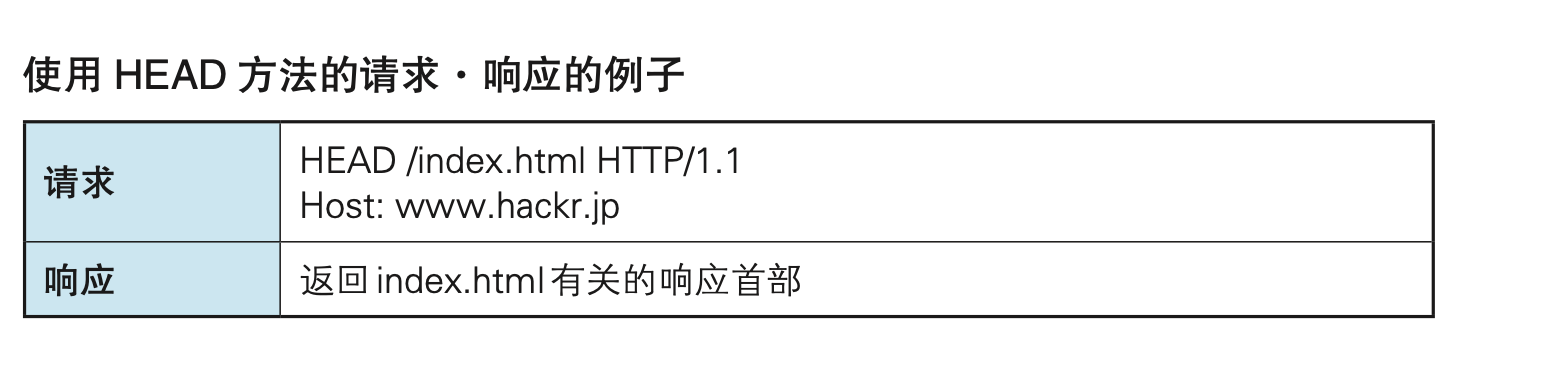 使用 HEAD 方法的请求・响应的例子
请求
HEAD /index.html HTTP/1.1
Host: www.hackr.jp
响应
返回 index.html 有关的响应首部